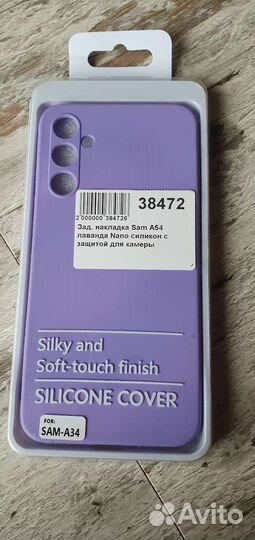 38472
2 000000 384726
Зад. накладка Sam A54
лаванда Nano силикон с
защитой для камеры
Silky and
Soft-touch finish
SILICONE COVER
FOR:
SAM-A34
Avito